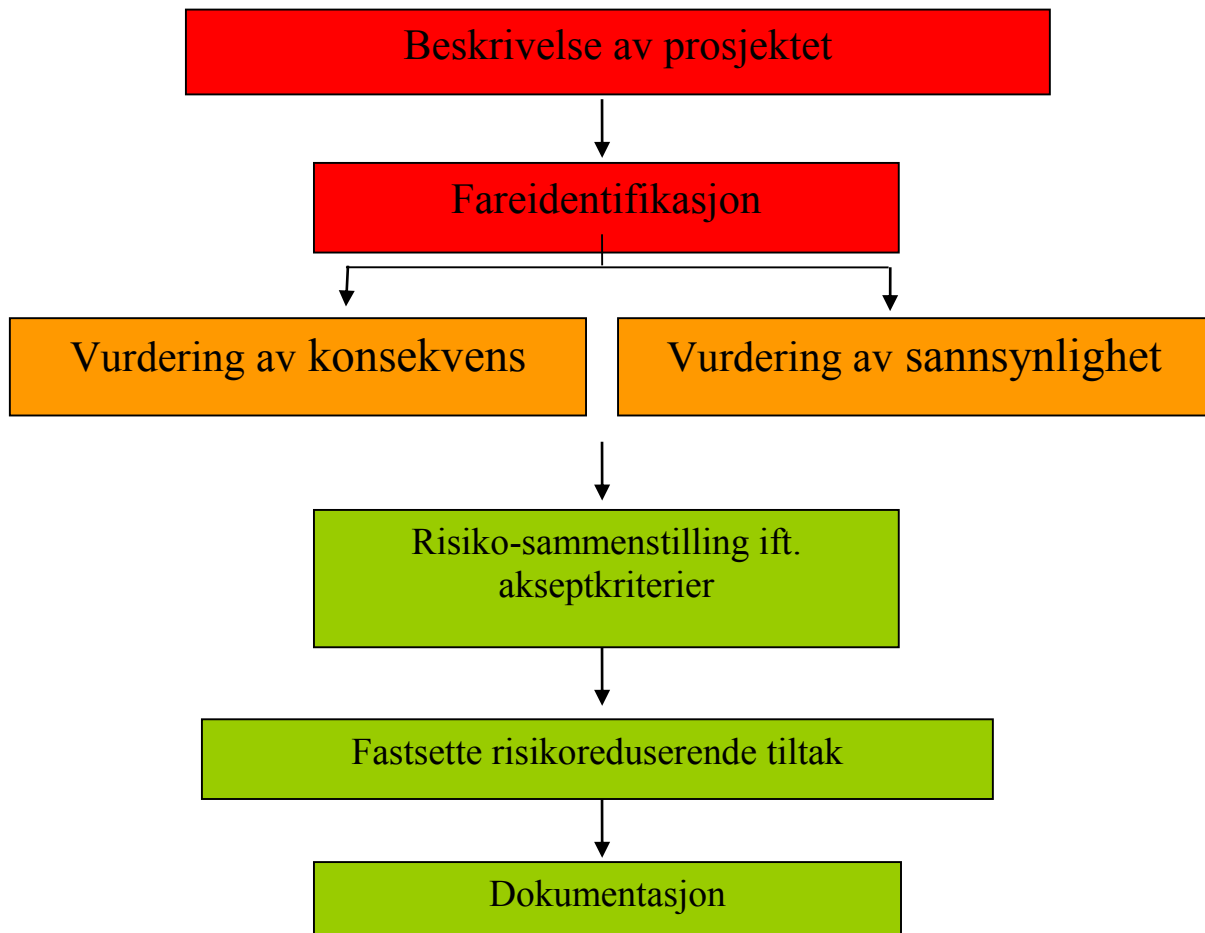 Beskrivelse av prosjektet
Fareidentifikasjon
Vurdering av konsekvens
Vurdering av sannsynlighet
Risiko-sammenstilling ift.
akseptkriterier
Fastsette risikoreduserende tiltak
Dokumentasjon